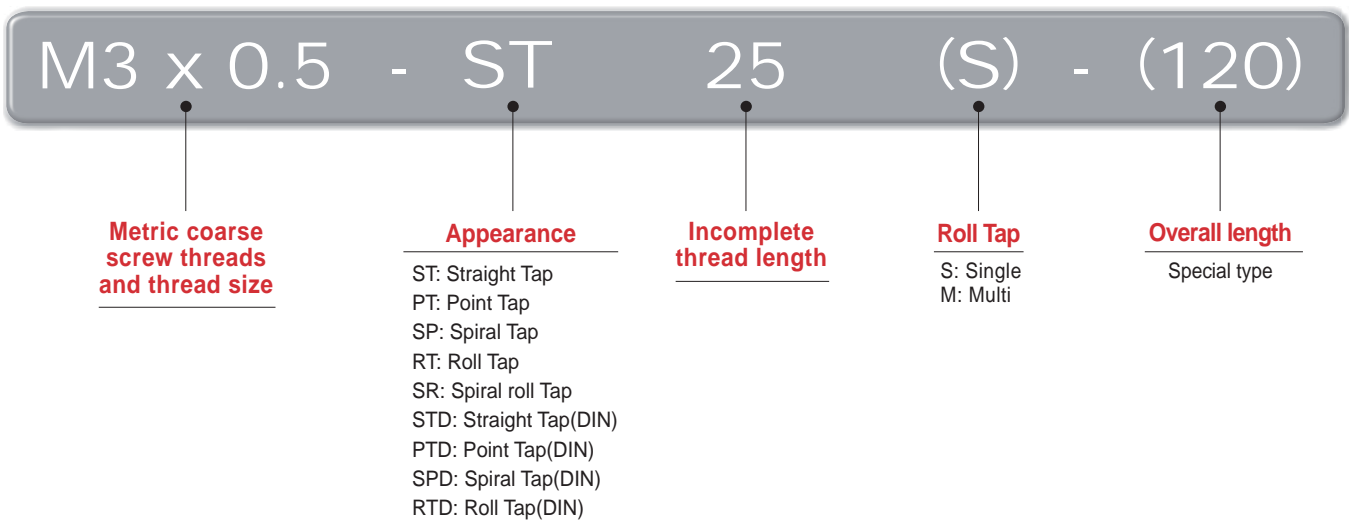 M3 x 0.5 - ST 25 (S) - (120)
Metric coarse
screw threads
and thread size
Appearance
ST: Straight Tap
PT: Point Tap
SP: Spiral Tap
RT: Roll Tap
SR: Spiral roll Tap
STD: Straight Tap(DIN)
PTD: Point Tap(DIN)
SPD: Spiral Tap(DIN)
RTD: Roll Tap(DIN)
Incomplete
thread length
Roll Tap
S: Single
M: Multi
Overall length
Special type